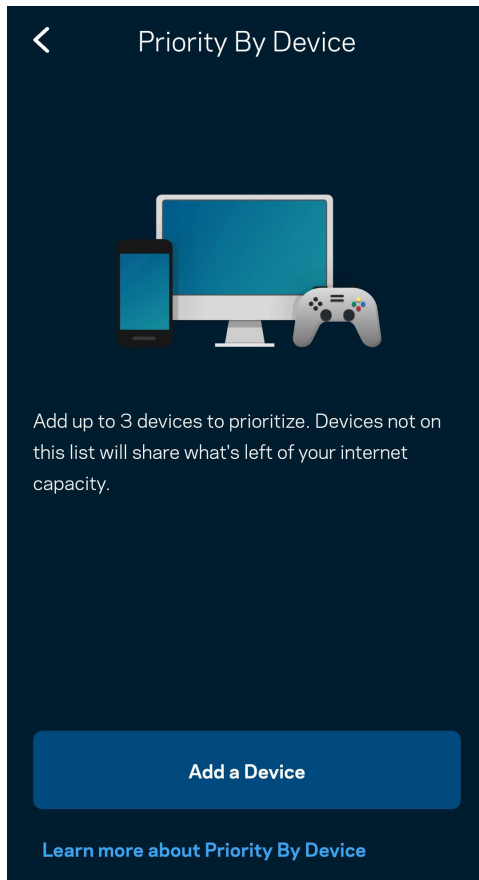 Priority By Device
Add up to 3 devices to prioritize. Devices not on
this list will share what's left of your internet
capacity.
Add a Device
Learn more about Priority By Device